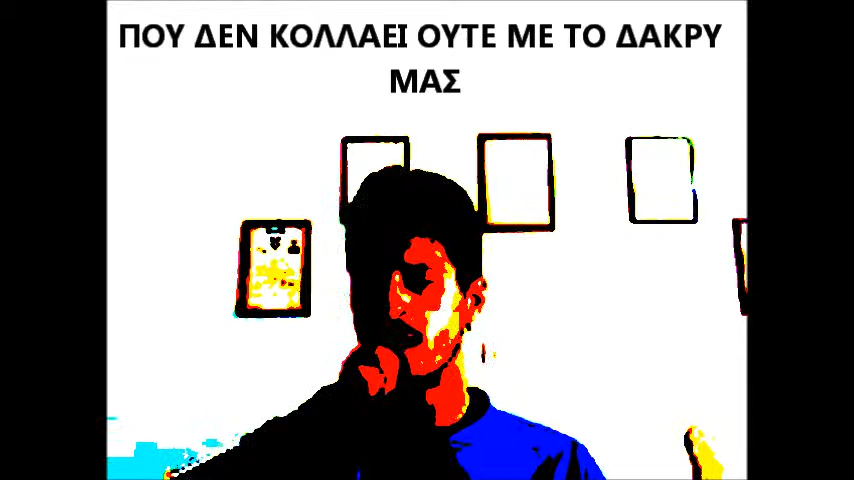 ΠΟΥ ΔΕΝ ΚΟΛΛΑΕΙ ΟΥΤΕ ΜΕ ΤΟ ΔΑΚΡΥ
ΜΑΣ